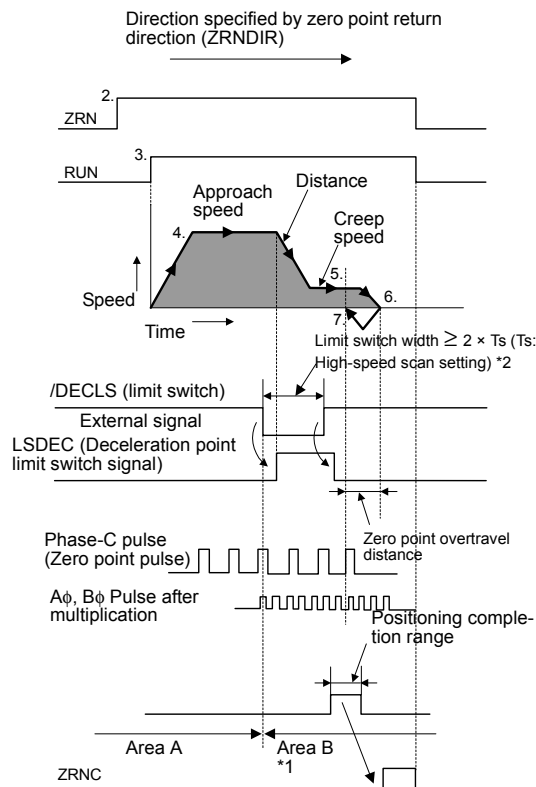 Direction specified by zero point return
direction (ZRNDIR)
2.
ZRN
3.
RUN
Approach
speed
Distance
Creep
speed
4.
5.
6.
Speed
7.
Time
Limit switch width ≥ 2 × Ts (Ts:
High-speed scan setting) *2
/DECLS (limit switch)
External signal
LSDEC (Deceleration point
limit switch signal)
Zero point overtravel
distance
Phase-C pulse
(Zero point pulse)
Aϕ, Bϕ Pulse after
multiplication
Positioning comple-
tion range
Area A
Area B
*1
ZRNC